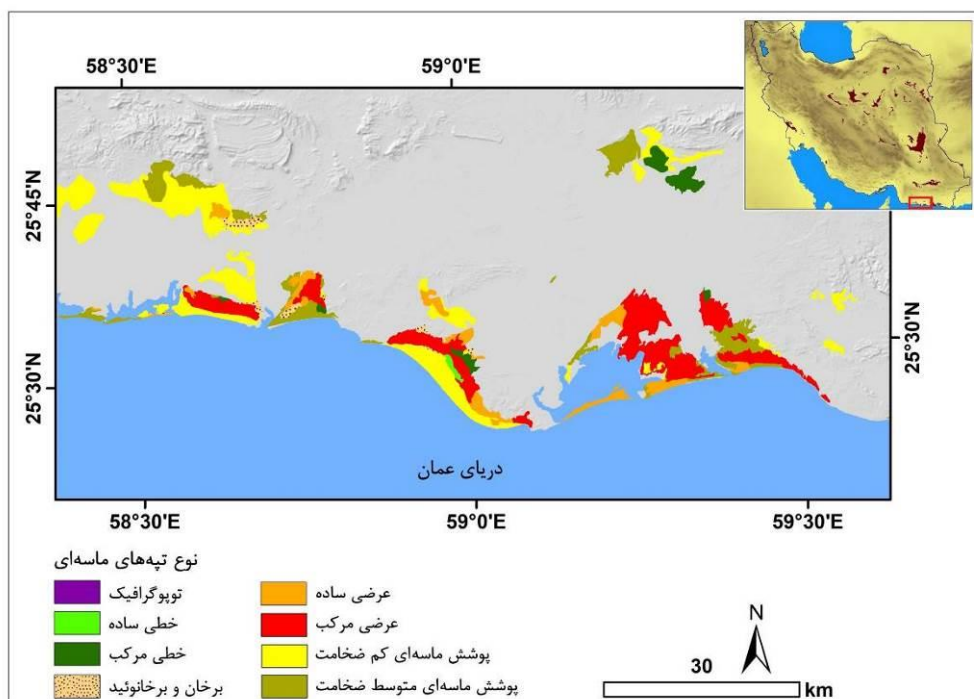 58°30'E
59°0'E
25°45'N
25°30'N
25°30'N
دریای عمان
58°30'E
59°0'E
59°30'E
نوع تپه‌های ماسه‌ای
توپوگرافیک
خطی ساده
خطی مرکب
برخان و برخانوئید
عرضی ساده
عرضی مرکب
پوشش ماسه‌ای کم ضخامت
پوشش ماسه‌ای متوسط ضخامت
N
30
km